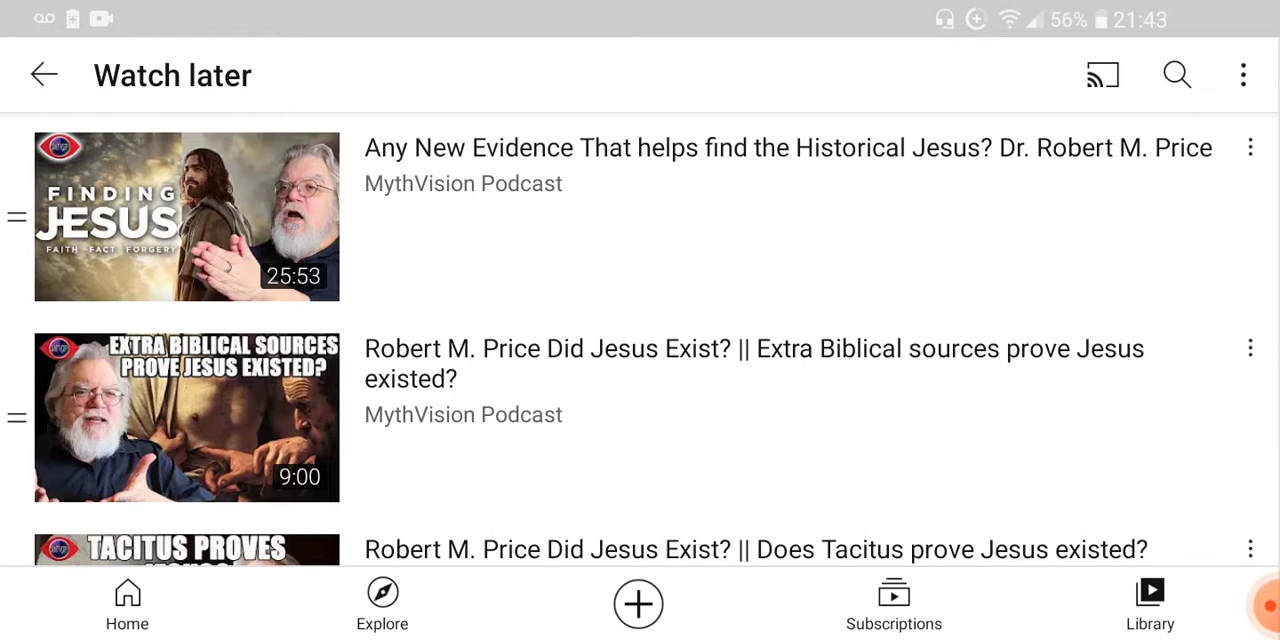 56% 21:43
Watch later
FINDING
JESUS
FAITH FACT FORGERY
25:53
Any New Evidence That helps find the Historical Jesus? Dr. Robert M. Price
MythVision Podcast
EXTRA BIBLICAL SOURCES
PROVE JESUS EXISTED?
9:00
Robert M. Price Did Jesus Exist? || Extra Biblical sources prove Jesus
existed?
MythVision Podcast
TACITUS PROVES
Robert M. Price Did Jesus Exist? || Does Tacitus prove Jesus existed?
Home
Explore
Subscriptions
Library